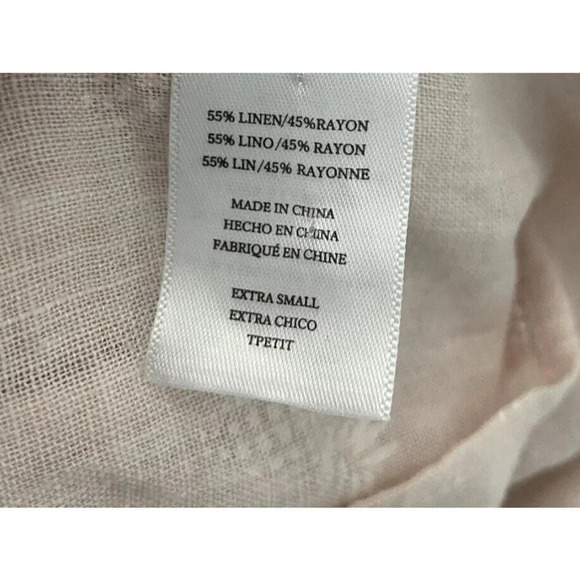 55% LINEN/45%RAYON
55% LINO/45% RAYON
55% LIN/45% RAYONNE
MADE IN CHINA
HECHO EN CHINA
FABRIQUÉ EN CHINE
EXTRA SMALL
EXTRA CHICO
TPETIT